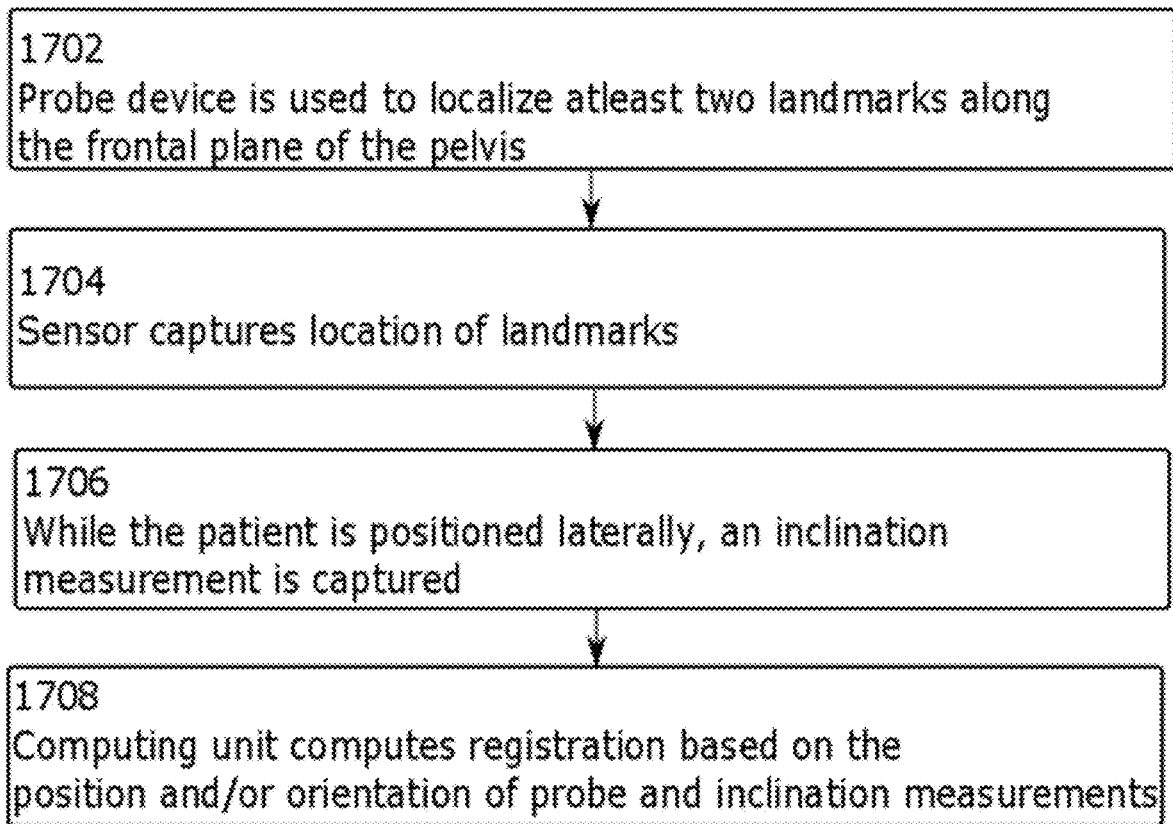 1702
Probe device is used to localize atleast two landmarks along
the frontal plane of the pelvis
1704
Sensor captures location of landmarks
1706
While the patient is positioned laterally, an inclination
measurement is captured
1708
Computing unit computes registration based on the
position and/or orientation of probe and inclination measurements